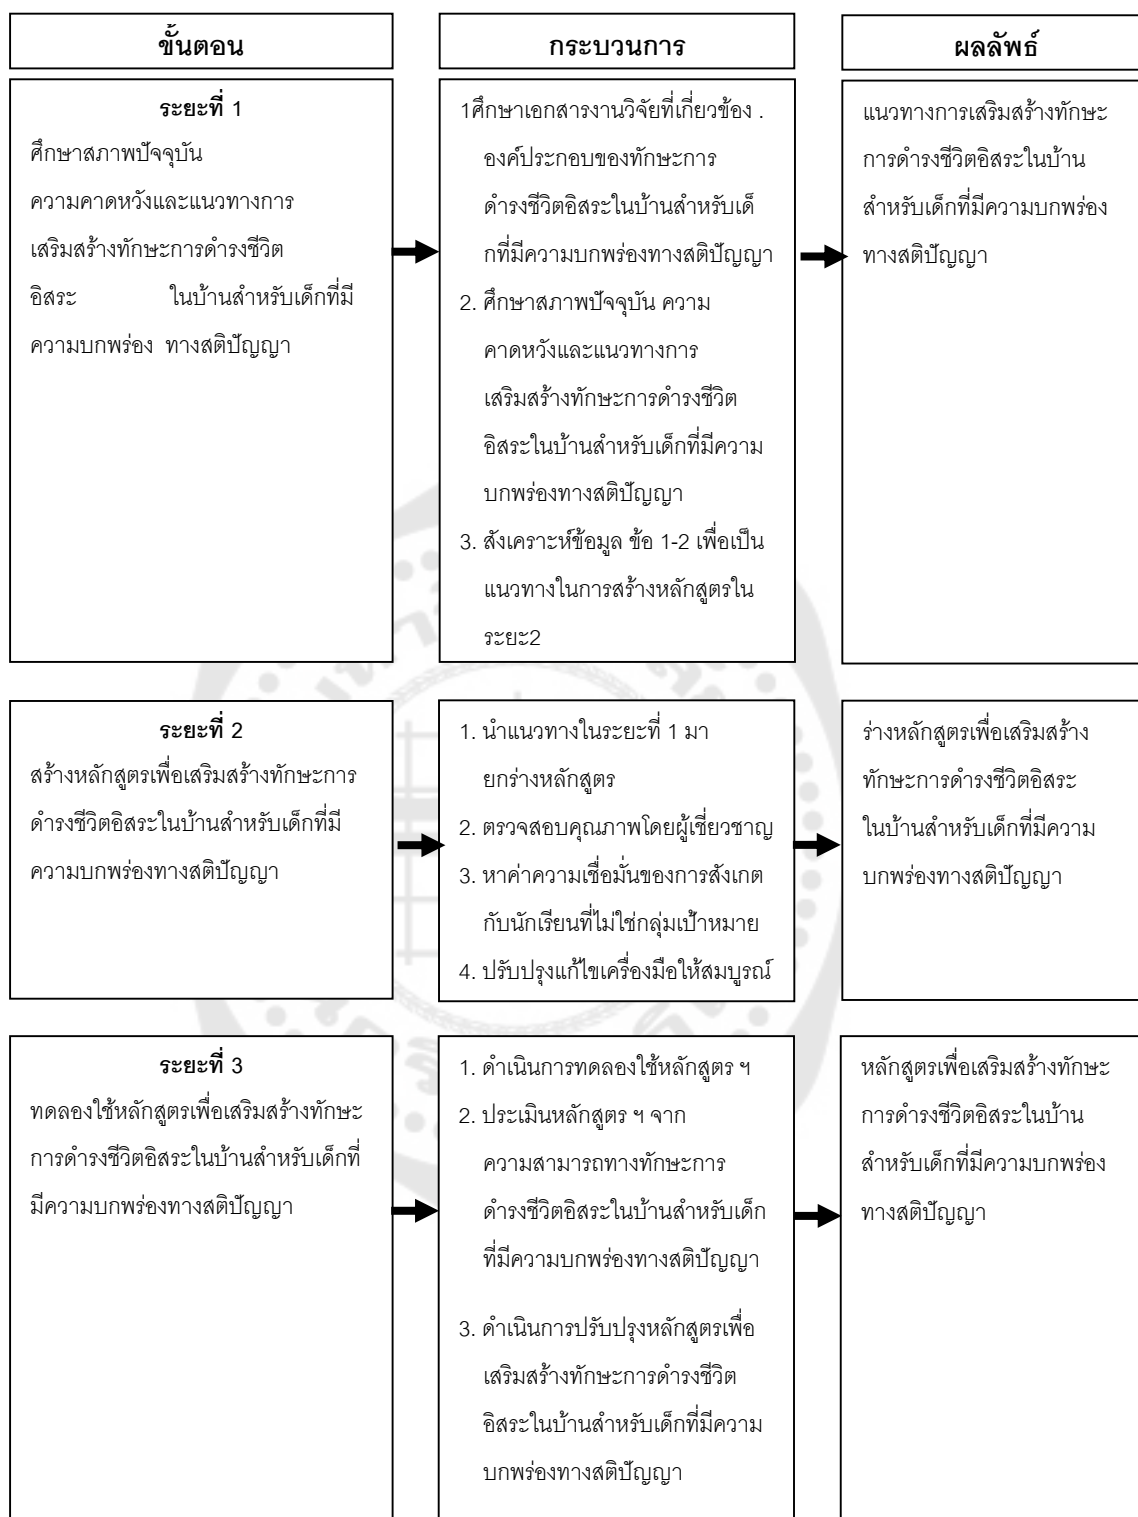 ขั้นตอน
กระบวนการ
ผลลัพธ์
ระยะที่ 1
ศึกษาสภาพปัจจุบัน
ความคาดหวังและแนวทางการ
เสริมสร้างทักษะการดำรงชีวิต
อิสระ ในบ้านสำหรับเด็กที่มี
ความบกพร่อง ทางสติปัญญา
1ศึกษาเอกสารงานวิจัยที่เกี่ยวข้อง .
องค์ประกอบของทักษะการ
ดำรงชีวิตอิสระในบ้านสำหรับเด็
กที่มีความบกพร่องทางสติปัญญา
2. ศึกษาสภาพปัจจุบัน ความ
คาดหวังและแนวทางการ
เสริมสร้างทักษะการดำรงชีวิต
อิสระในบ้านสำหรับเด็กที่มีความ
บกพร่องทางสติปัญญา
3. สังเคราะห์ข้อมูล ข้อ 1-2 เพื่อเป็น
แนวทางในการสร้างหลักสูตรใน
ระยะ2
แนวทางการเสริมสร้างทักษะ
การดำรงชีวิตอิสระในบ้าน
สำหรับเด็กที่มีความบกพร่อง
ทางสติปัญญา
ระยะที่ 2
สร้างหลักสูตรเพื่อเสริมสร้างทักษะการ
ดำรงชีวิตอิสระในบ้านสำหรับเด็กที่มี
ความบกพร่องทางสติปัญญา
1. นำแนวทางในระยะที่ 1 มา
ยกร่างหลักสูตร
2. ตรวจสอบคุณภาพโดยผู้เชี่ยวชาญ
3. หาค่าความเชื่อมั่นของการสังเกต
กับนักเรียนที่ไม่ใช่กลุ่มเป้าหมาย
4. ปรับปรุงแก้ไขเครื่องมือให้สมบูรณ์
ร่างหลักสูตรเพื่อเสริมสร้าง
ทักษะการดำรงชีวิตอิสระ
ในบ้านสำหรับเด็กที่มีความ
บกพร่องทางสติปัญญา
ระยะที่ 3
ทดลองใช้หลักสูตรเพื่อเสริมสร้างทักษะ
การดำรงชีวิตอิสระในบ้านสำหรับเด็กที่
มีความบกพร่องทางสติปัญญา
1. ดำเนินการทดลองใช้หลักสูตร ฯ
2. ประเมินหลักสูตร ฯ จาก
ความสามารถทางทักษะการ
ดำรงชีวิตอิสระในบ้านสำหรับเด็ก
ที่มีความบกพร่องทางสติปัญญา
3. ดำเนินการปรับปรุงหลักสูตรเพื่อ
เสริมสร้างทักษะการดำรงชีวิต
อิสระในบ้านสำหรับเด็กที่มีความ
บกพร่องทางสติปัญญา
หลักสูตรเพื่อเสริมสร้างทักษะ
การดำรงชีวิตอิสระในบ้าน
สำหรับเด็กที่มีความบกพร่อง
ทางสติปัญญา